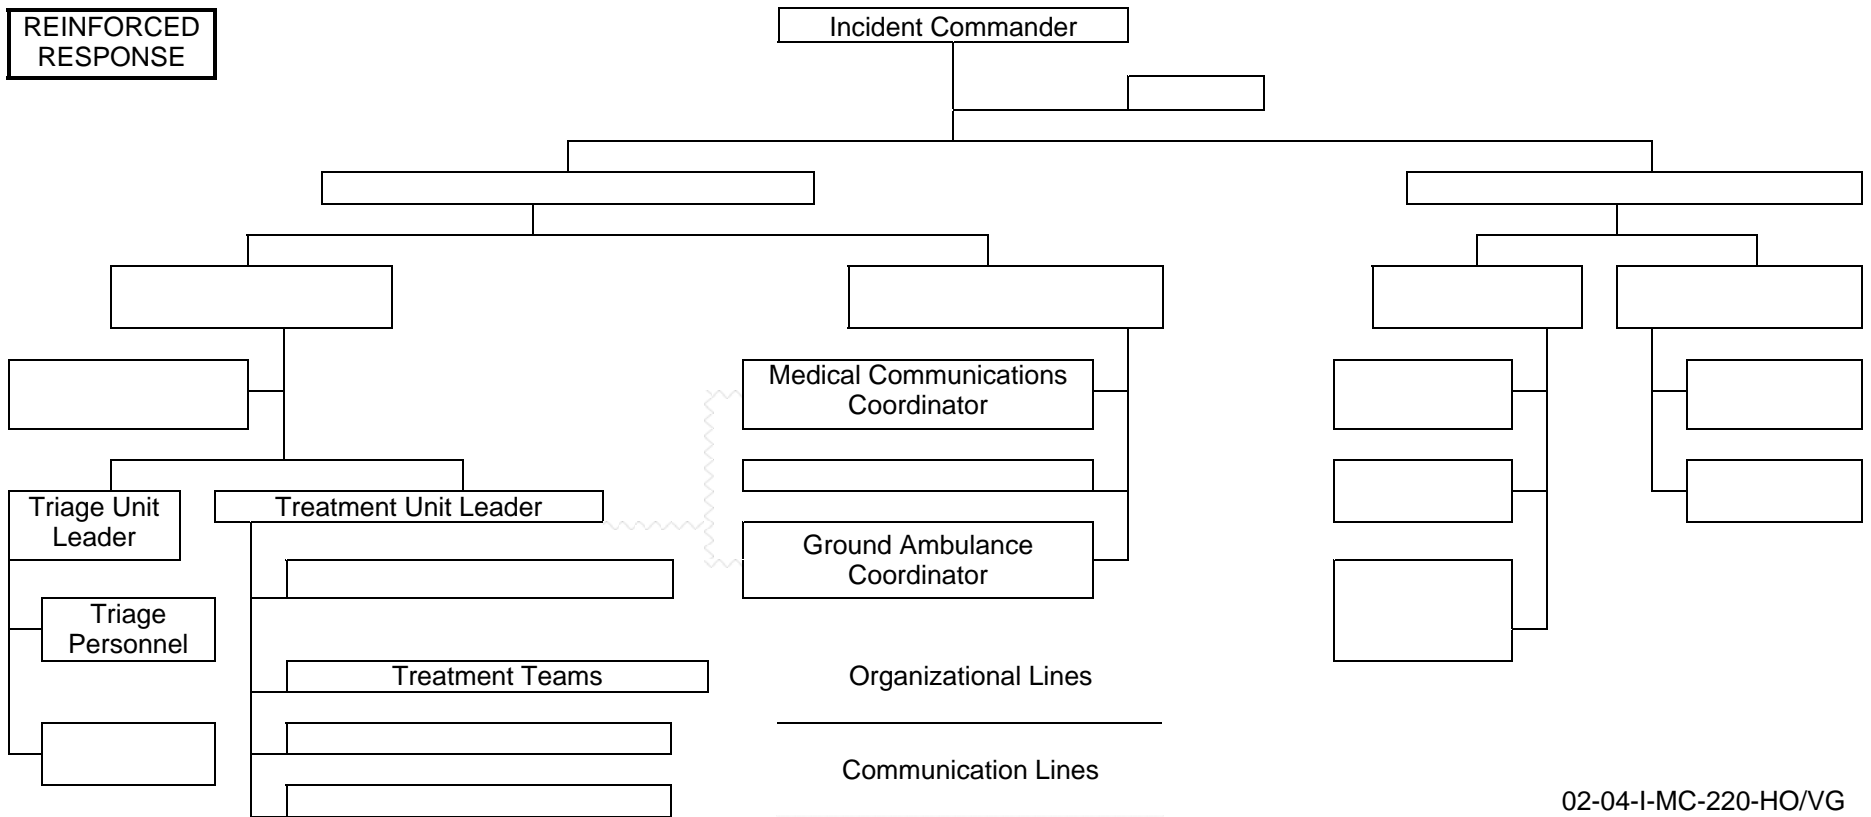 REINFORCED
RESPONSE
Incident Commander
Medical Communications
Coordinator
Triage Unit
Leader
Treatment Unit Leader
Ground Ambulance
Coordinator
Triage
Personnel
Treatment Teams
Organizational Lines
Communication Lines
02-04-I-MC-220-HO/VG